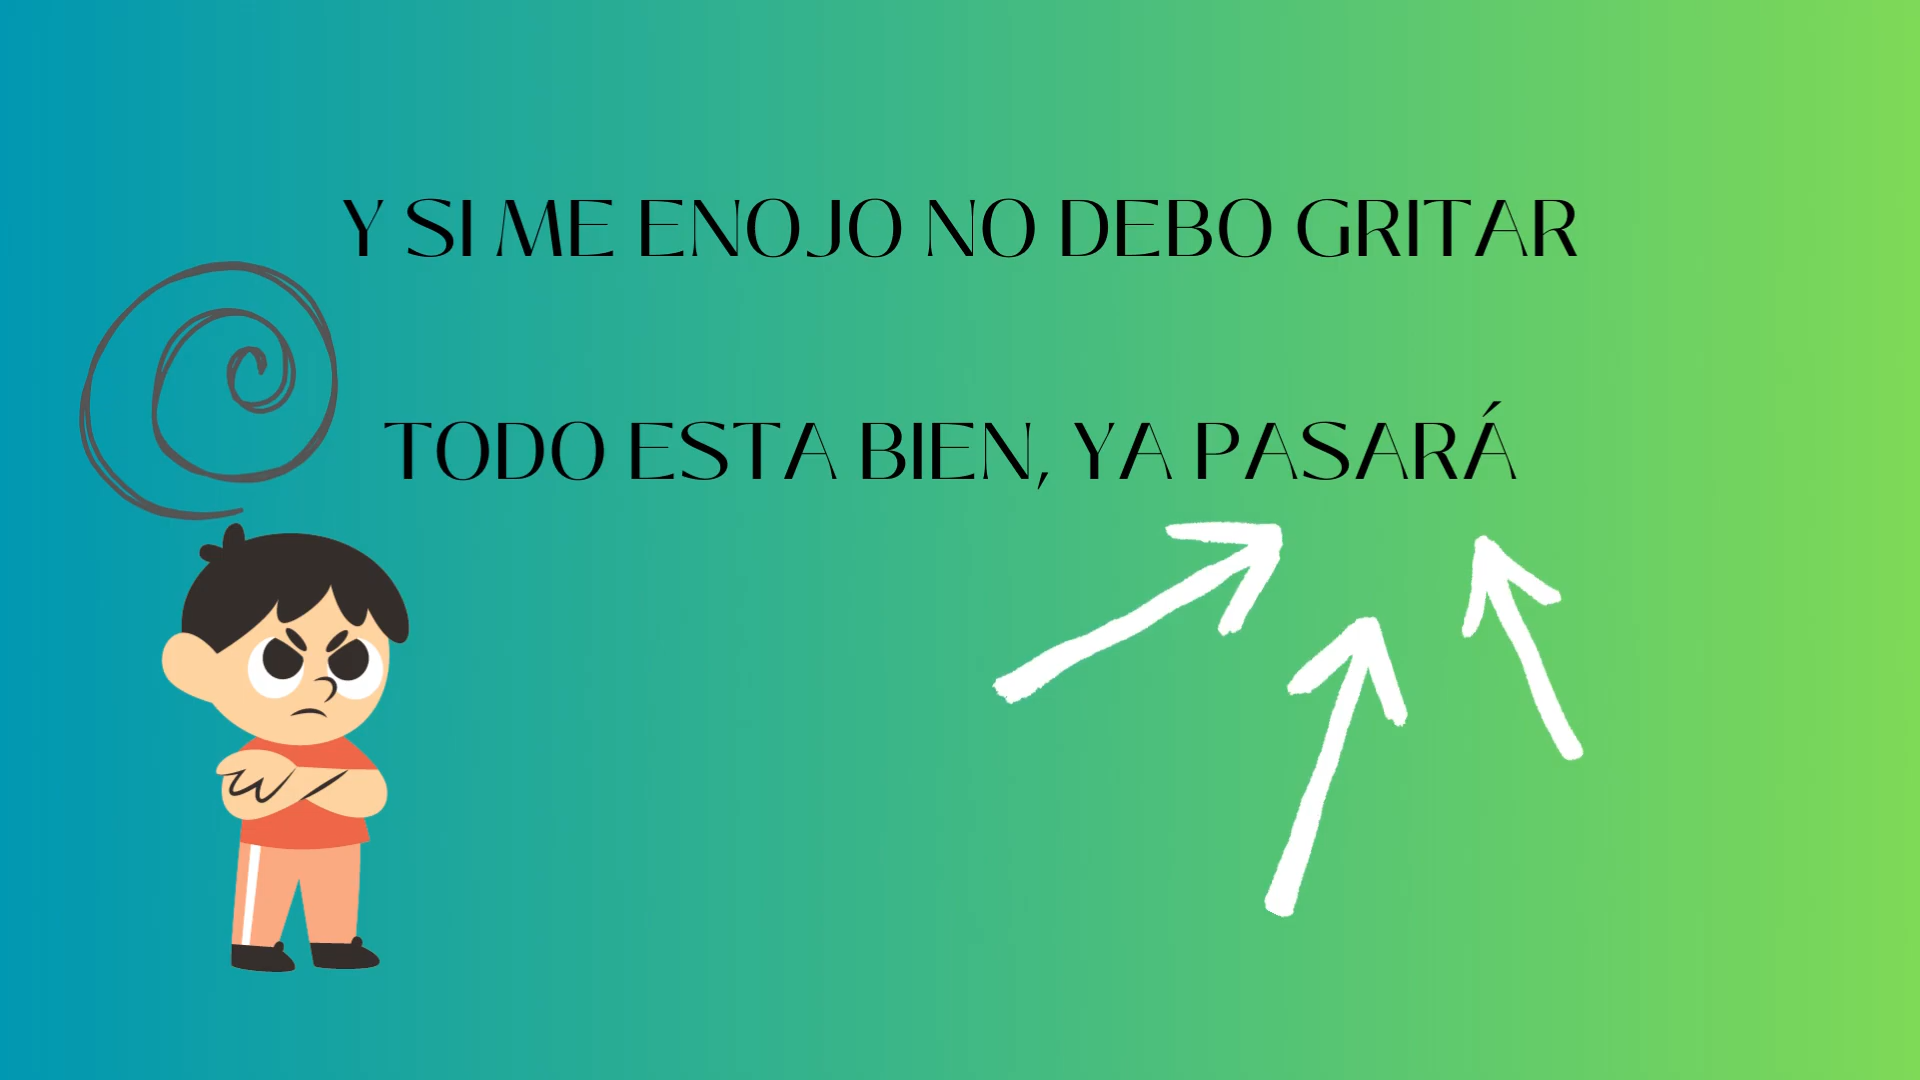 Y SI ME ENOJO NO DEBO GRITAR
TODO ESTA BIEN, YA PASARÁ